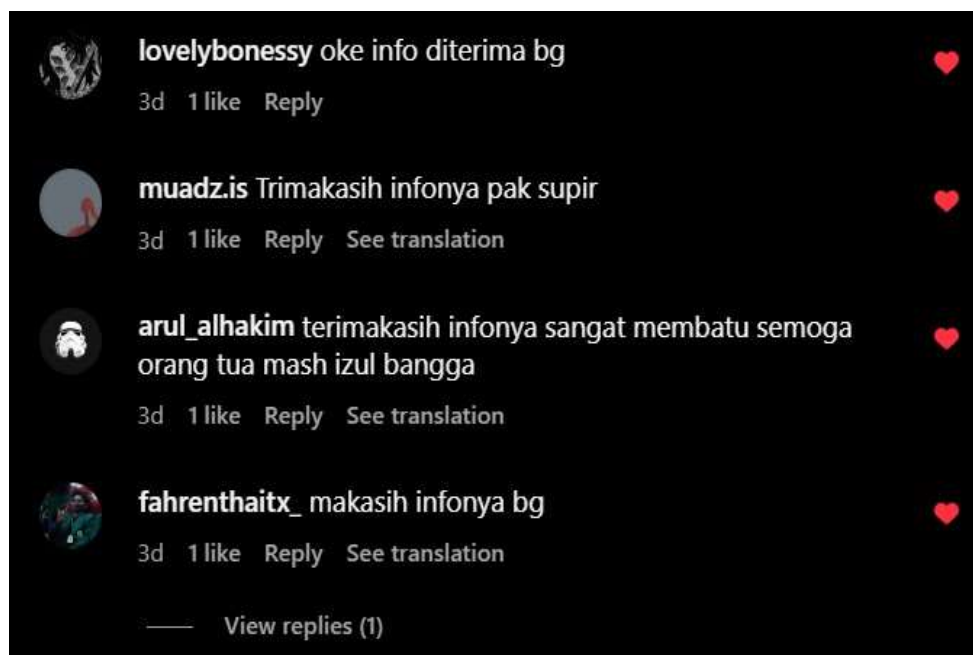 lovelybonessy oke info diterima bg
3d 1 like Reply
muadz.is Trimakasih infonya pak supir
3d 1 like Reply See translation
arul_alhakim terimakasih infonya sangat membatu semoga
orang tua mash izul bangga
3d 1 like Reply See translation
fahrenthaitx_ makasih infonya bg
3d 1 like Reply See translation
View replies (1)